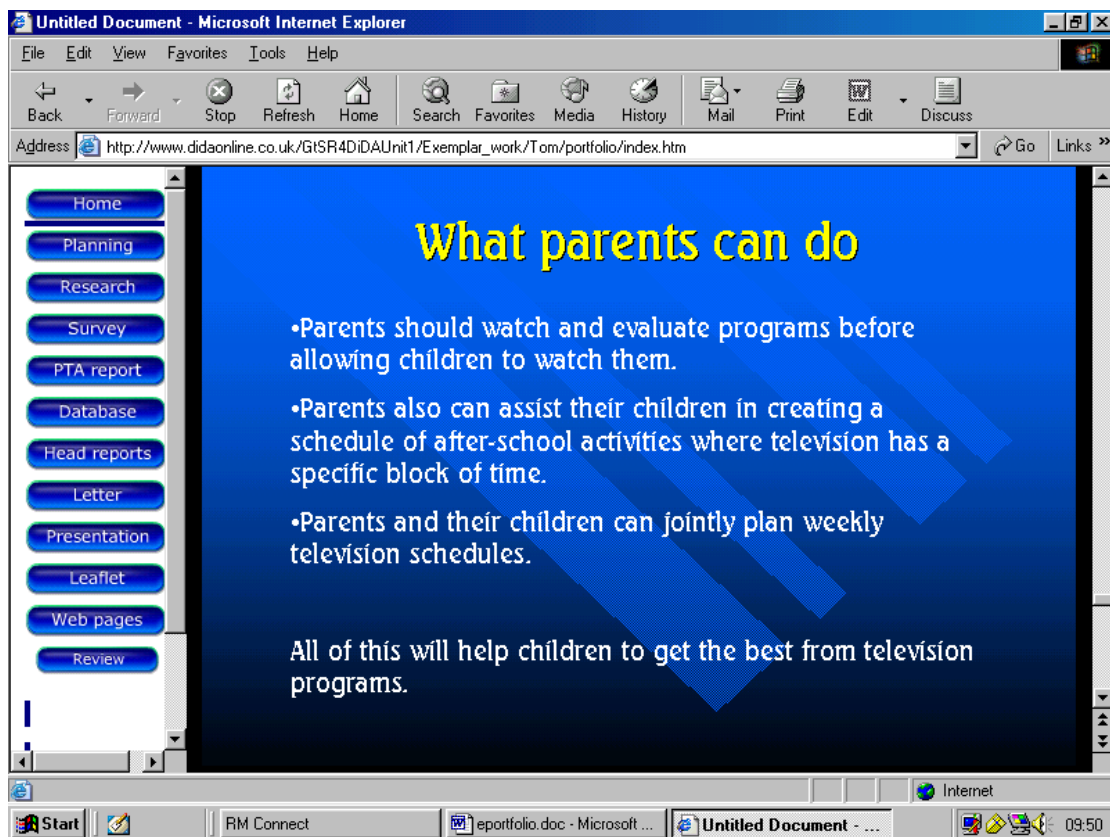 Untitled Document - Microsoft Internet Explorer
File Edit View Favorites Tools Help
Back Forward Stop Refresh Home Search Favorites Media History Mail Print Edit Discuss
Address http://www.didaonline.co.uk/GtSR4DiDAUnit1/Exemplar_work/Tom/portfolio/index.htm Go Links »
Home
Planning
Research
Survey
PTA report
Database
Head reports
Letter
Presentation
Leaflet
Web pages
Review
What parents can do
•Parents should watch and evaluate programs before
allowing children to watch them.
•Parents also can assist their children in creating a
schedule of after-school activities where television has a
specific block of time.
•Parents and their children can jointly plan weekly
television schedules.
All of this will help children to get the best from television
programs.
Internet
Start RM Connect eportfolio.doc - Microsoft ... Untitled Document - ... 09:50